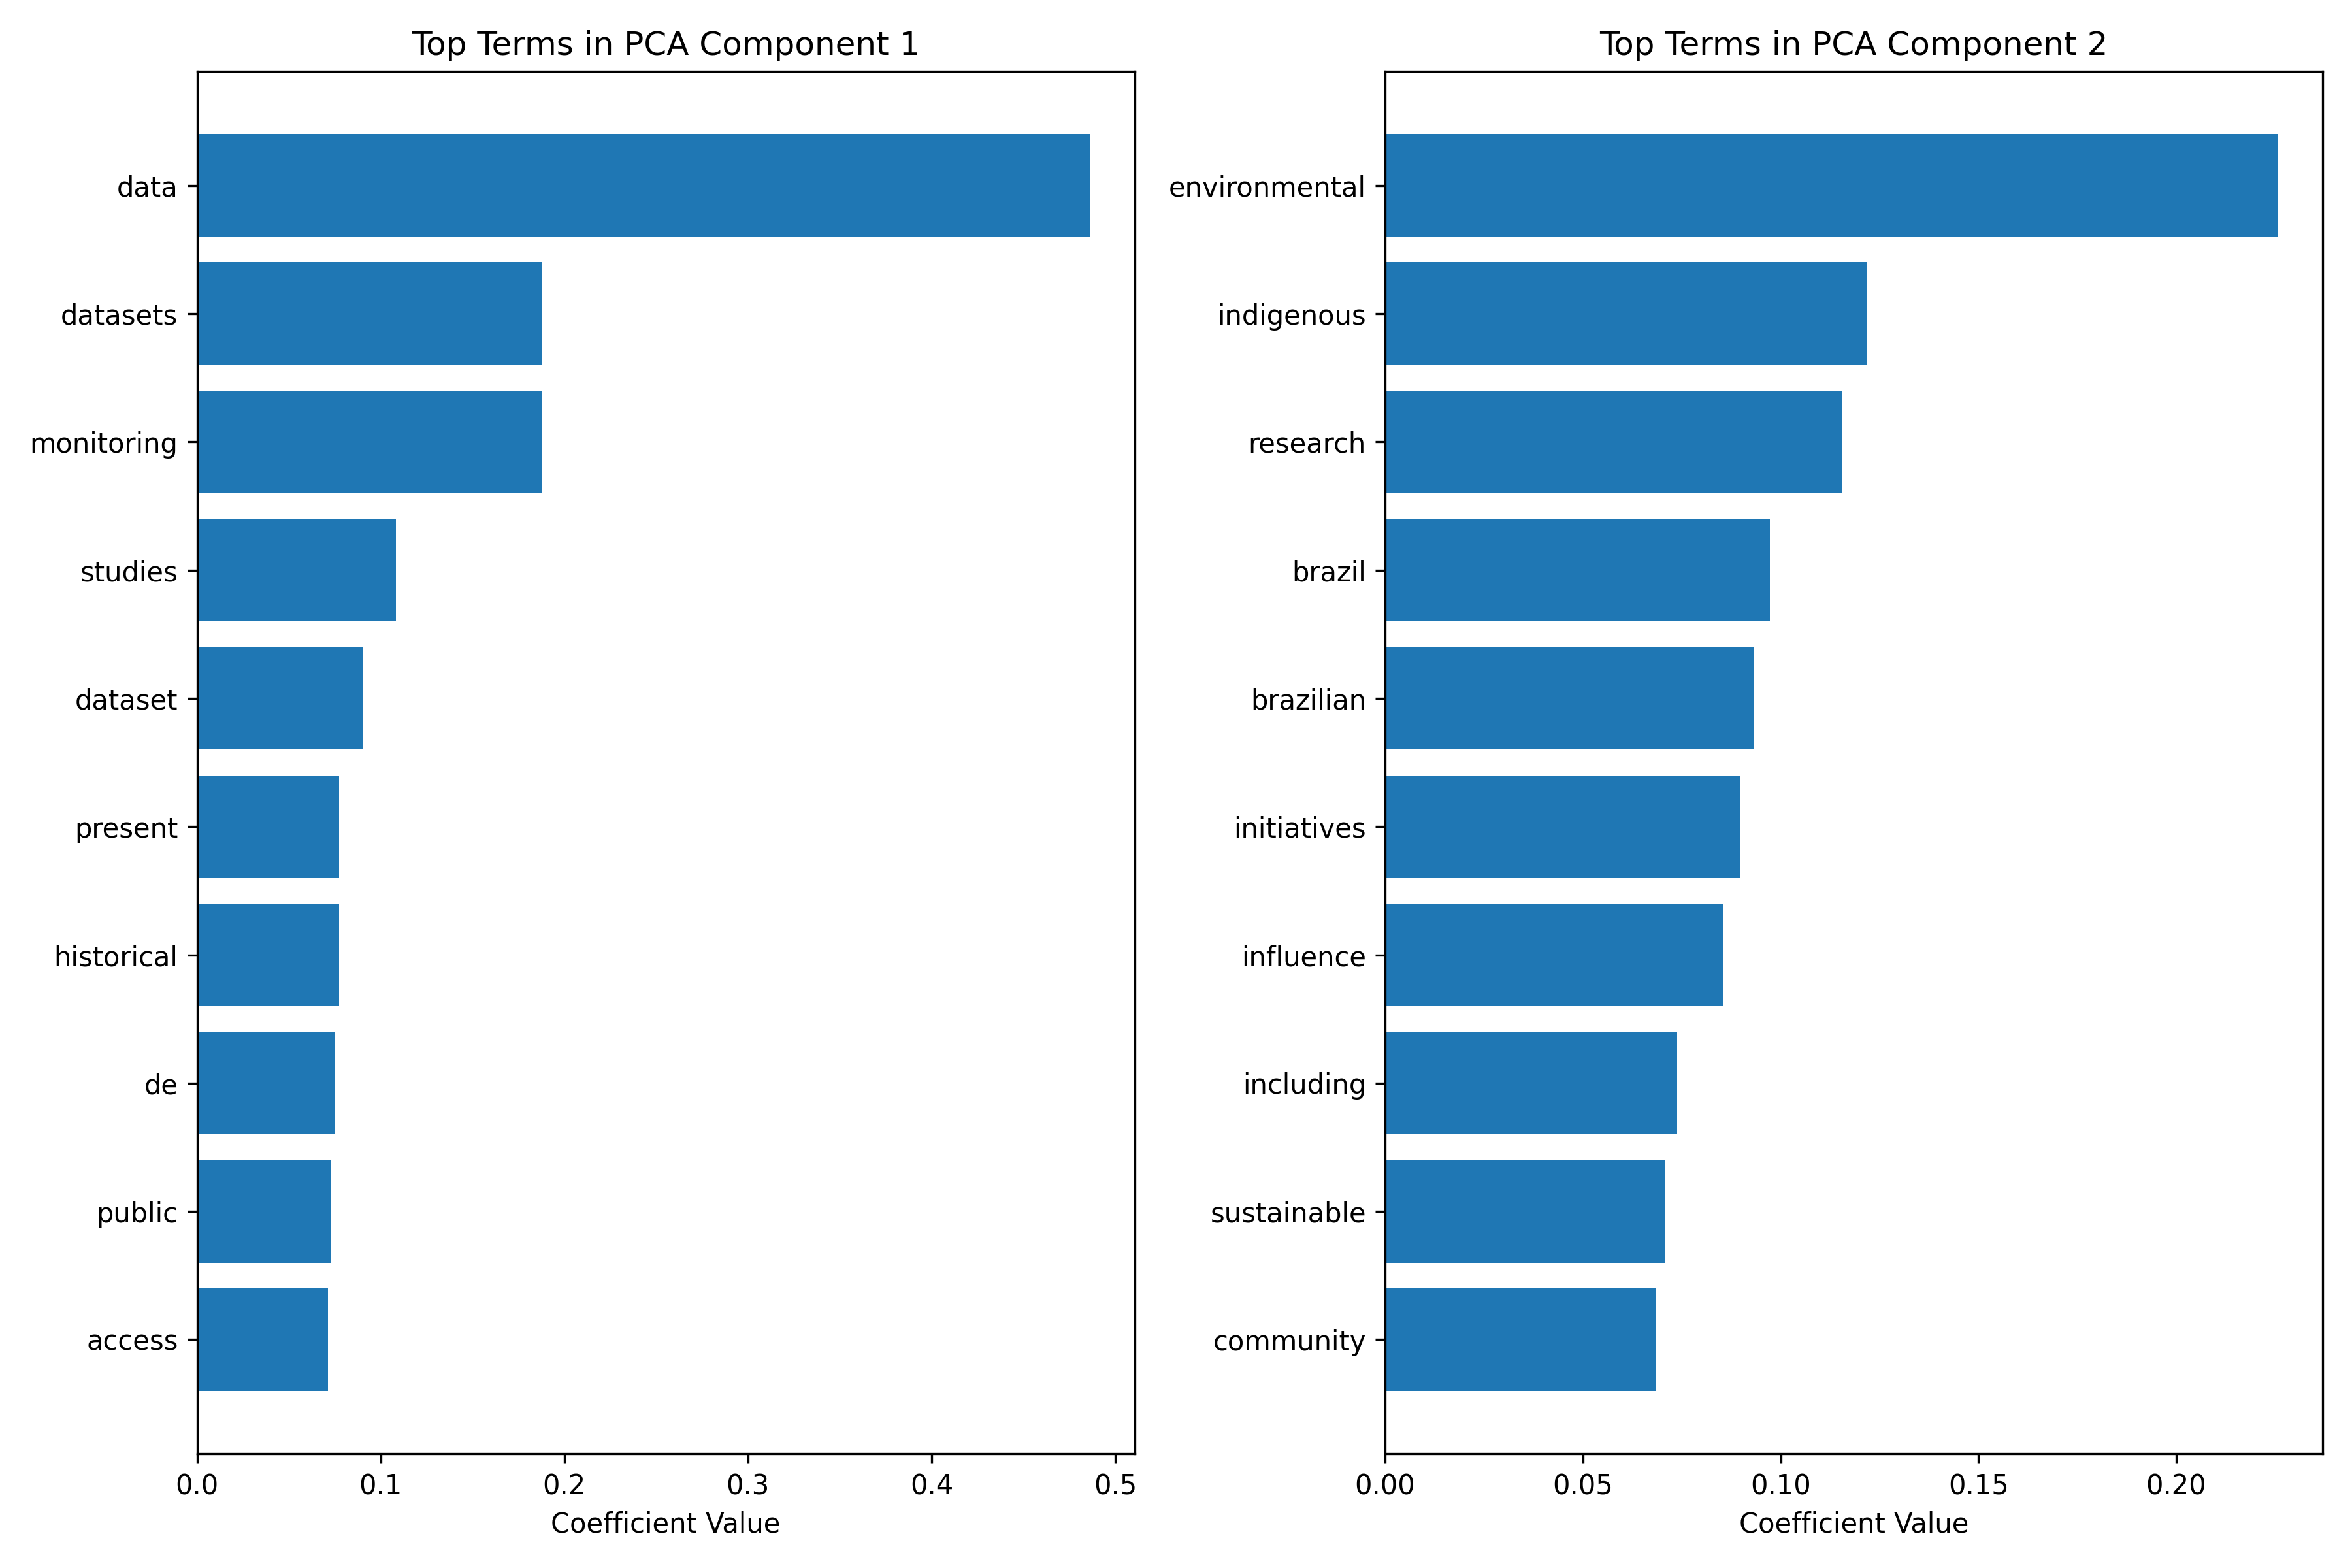 Top Terms in PCA Component 1
data
datasets
monitoring
studies
dataset
present
historical
de
public
access
0.0 0.1 0.2 0.3 0.4 0.5
Coefficient Value
Top Terms in PCA Component 2
environmental
indigenous
research
brazil
brazilian
initiatives
influence
including
sustainable
community
0.00 0.05 0.10 0.15 0.20
Coefficient Value